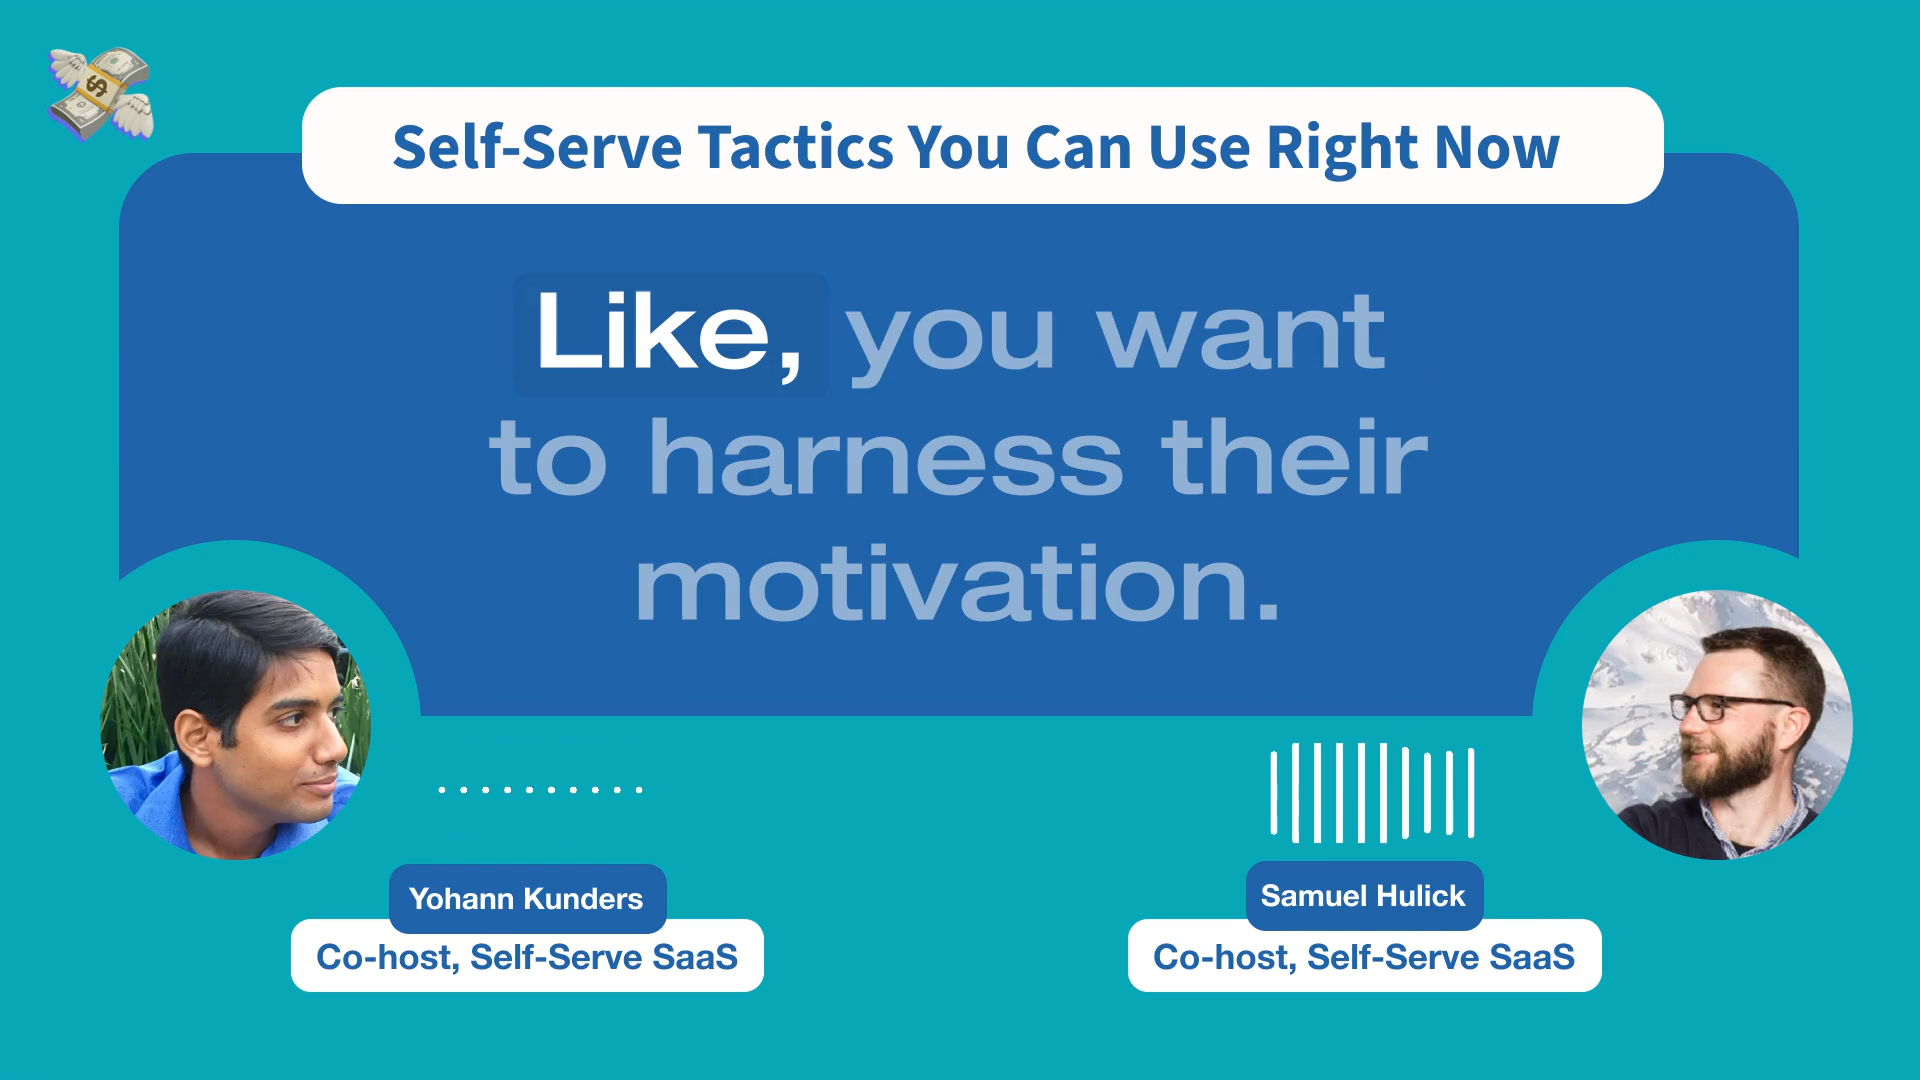 Self-Serve Tactics You Can Use Right Now
Like, you want
to harness their
motivation.
Yohann Kunders
Co-host, Self-Serve SaaS
Samuel Hulick
Co-host, Self-Serve SaaS